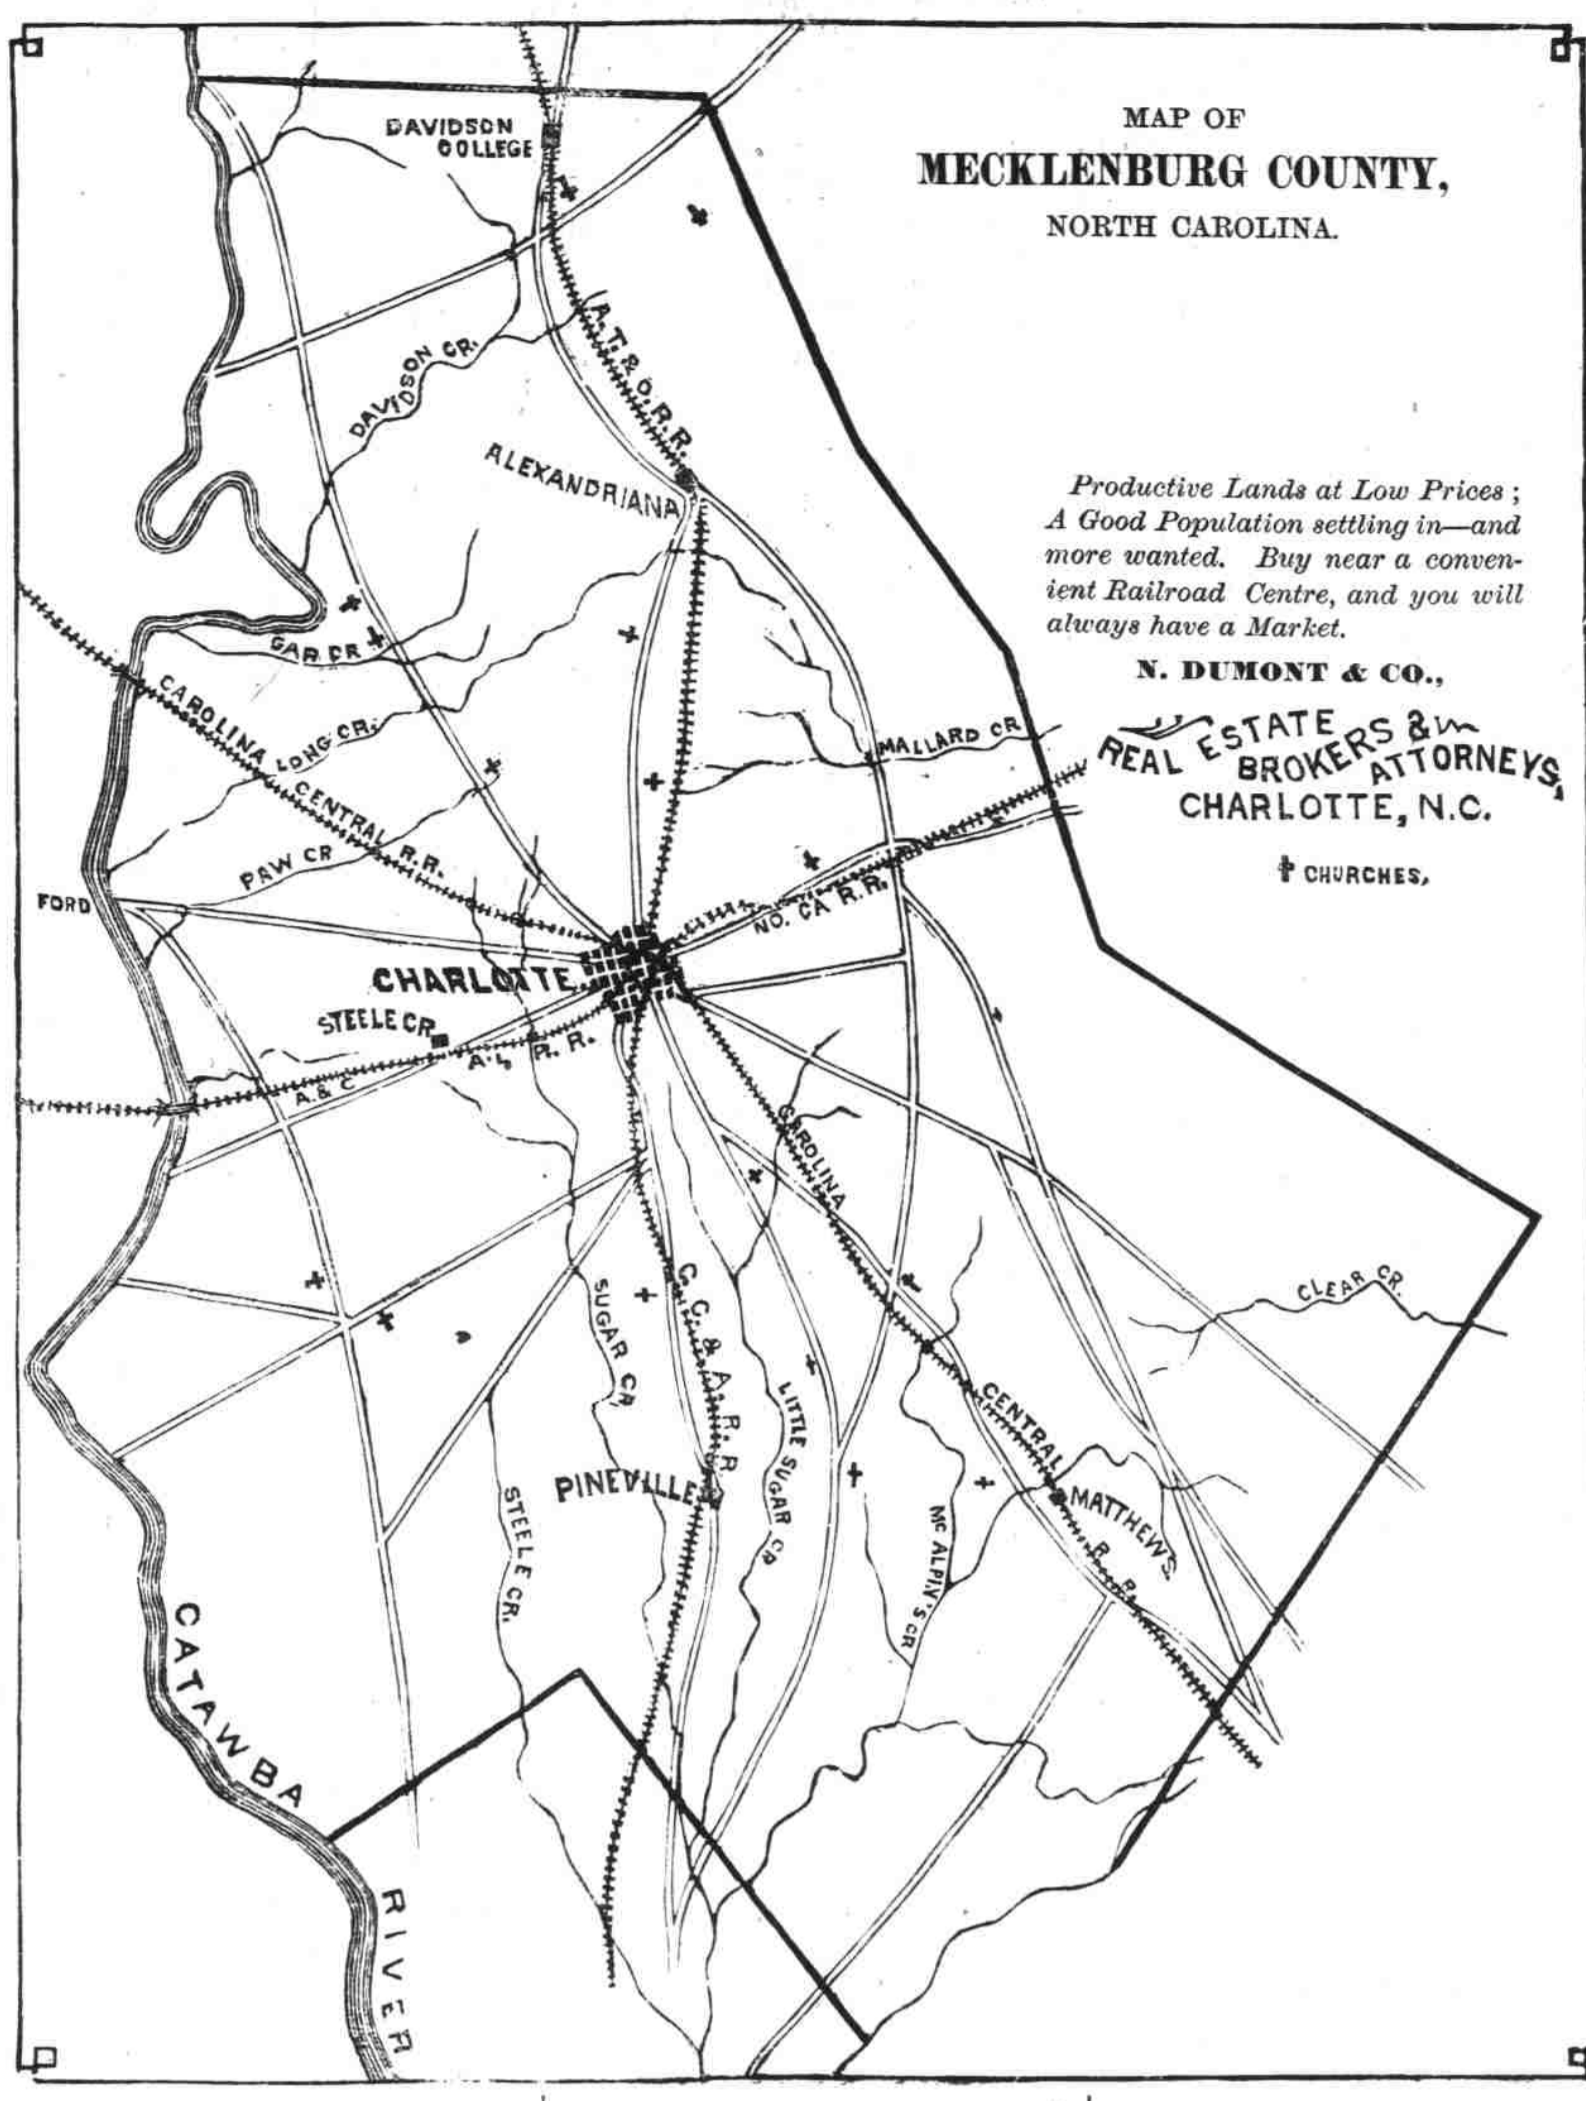 MAP OF
MECKLENBURG COUNTY,
NORTH CAROLINA.
DAVIDSON
COLLEGE
A. T. & O. R. R.
DAVIDSON CR.
ALEXANDRIANA
Productive Lands at Low Prices ;
A Good Population settling in—and
more wanted. Buy near a conven-
ient Railroad Centre, and you will
always have a Market.
N. DUMONT & CO.,
REAL ESTATE
BROKERS &
ATTORNEYS,
CHARLOTTE, N.C.
CHURCHES,
GAR CR
CAROLINA CENTRAL R.R.
LONG CR.
MALLARD CR
PAW CR
FORD
NO. CA R.R.
CHARLOTTE.
STEELE CR
A. & C A.L R. R.
CAROLINA CENTRAL R. R.
SUGAR CR
C. C. & A. R. R
CLEAR CR.
LITTLE SUGAR CR
PINEVILLE
STEELE CR.
MC ALPIN'S CR
MATTHEWS
CATAWBA RIVER